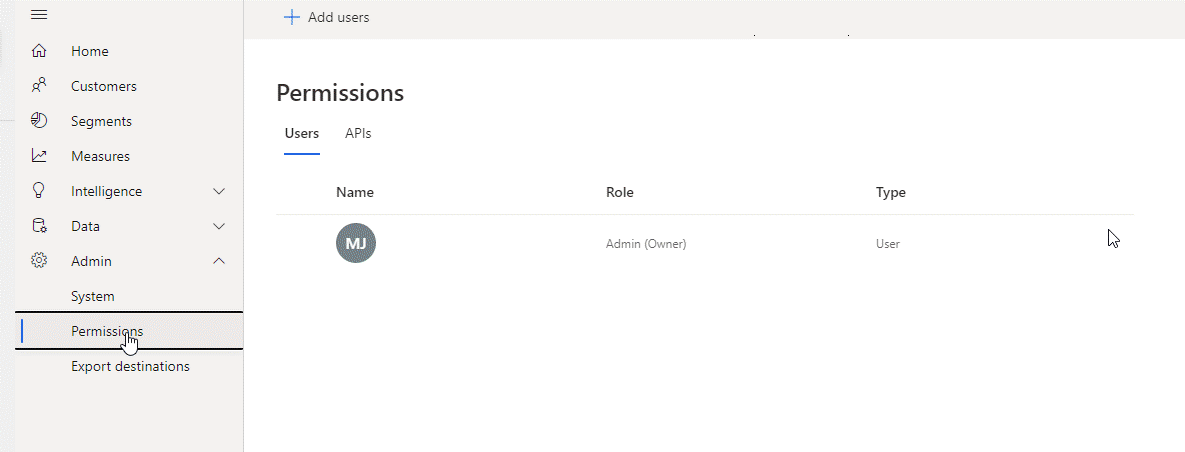 Add users
Home
Customers
Segments
Measures
Intelligence
Data
Admin
System
Permissions
Export destinations
Permissions
Users APIs
Name Role Type
MJ Admin (Owner) User